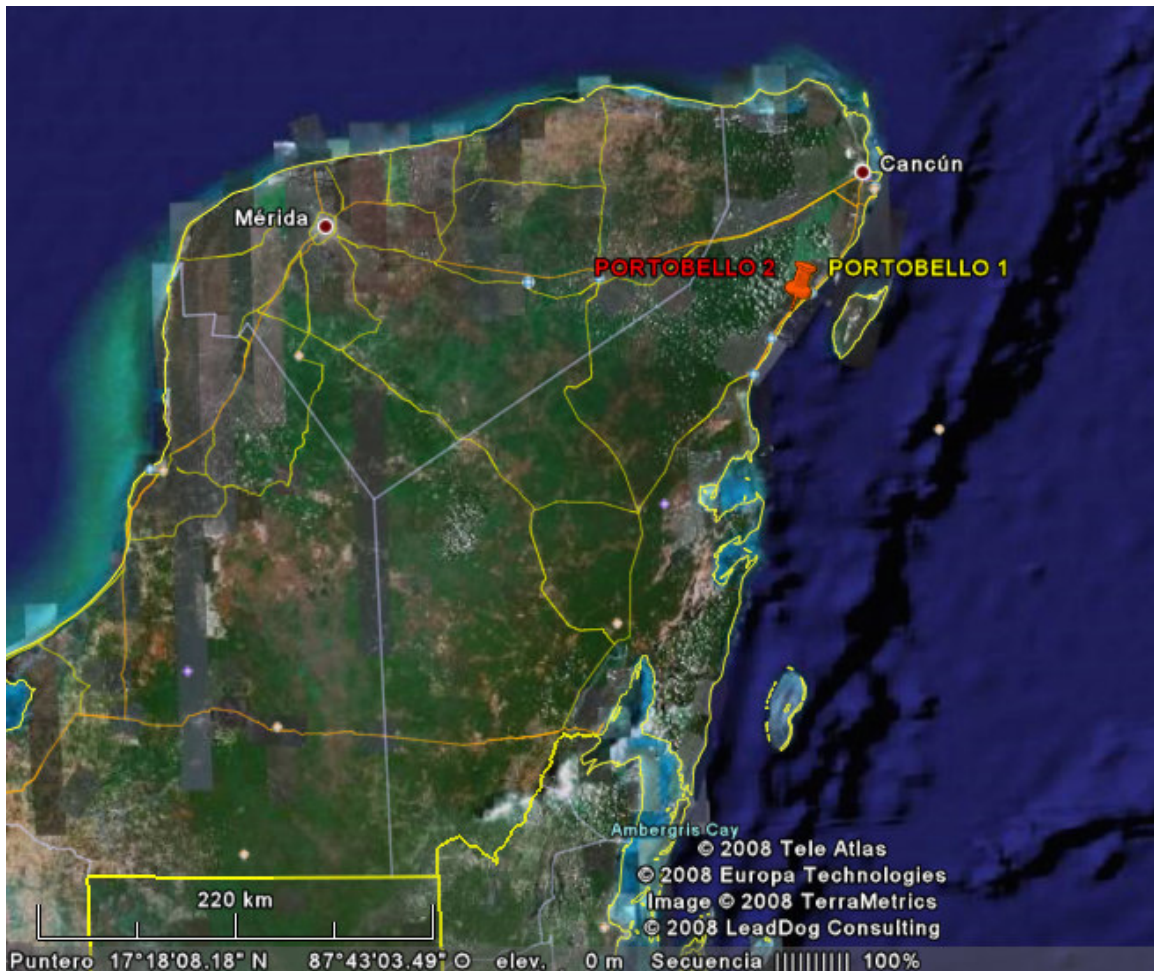 Cancún
Mérida
PORTOBELLO 2
PORTOBELLO 1
Ambergris Cay
© 2008 Tele Atlas
© 2008 Europa Technologies
Image © 2008 TerraMetrics
© 2008 LeadDog Consulting
220 km
Puntero 17°18'08.18" N 87°43'03.49" O elev. 0 m Secuencia |||||||||| 100%